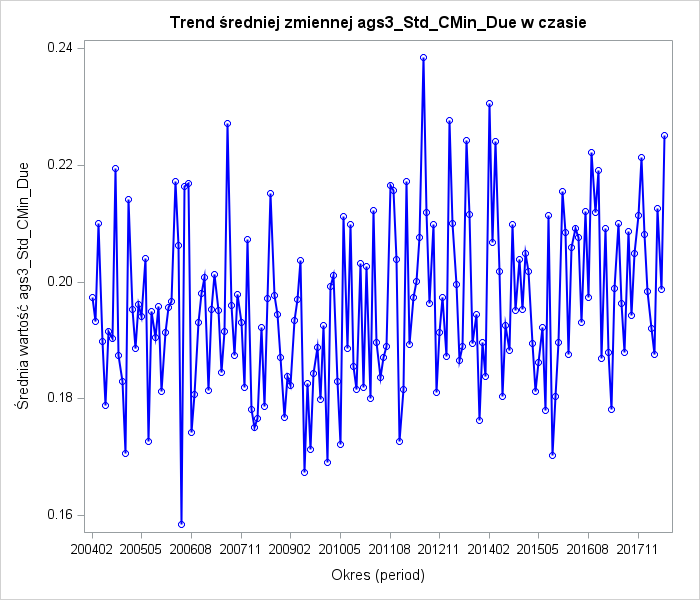 Trend średniej zmiennej ags3_Std_CMin_Due w czasie
0.24
0.22
0.20
0.18
0.16
Średnia wartość ags3_Std_CMin_Due
200402 200505 200608 200711 200902 201005 201108 201211 201402 201505 201608 201711
Okres (period)